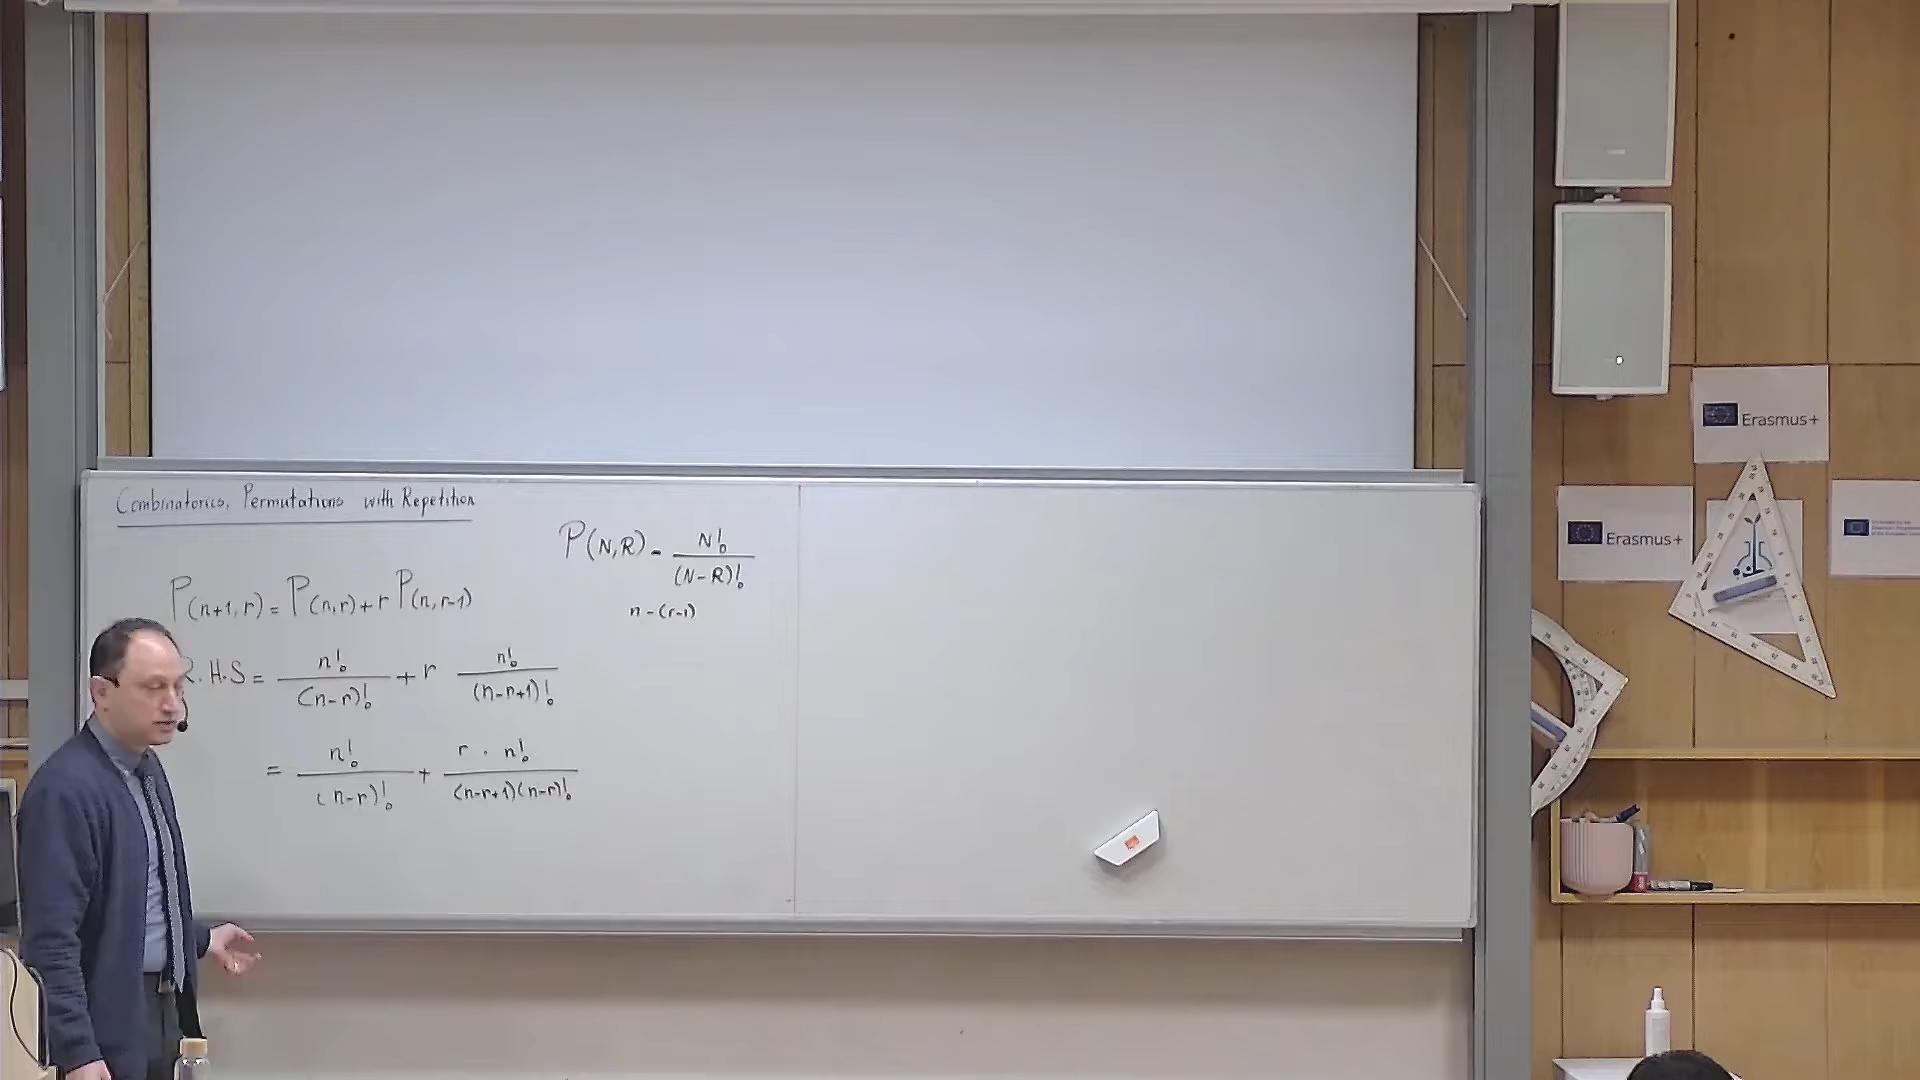 Combinatorics, Permutations with Repetition
P(N,R) = N! / (N-R)!
n-(r-1)
P(n+1, r) = P(n,r) + r P(n, r-1)
R.H.S = n! / (n-r)! + r n! / (n-r+1)!
= n! / (n-r)! + r . n! / (n-r+1)(n-r)!
Erasmus+
Erasmus+